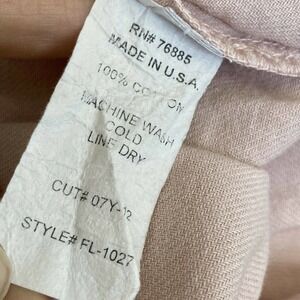 RN# 76885
MADE IN U.S.A.
100% COTTON
MACHINE WASH
COLD
LINE DRY
CUT# 07Y-12
STYLE# FL-1027